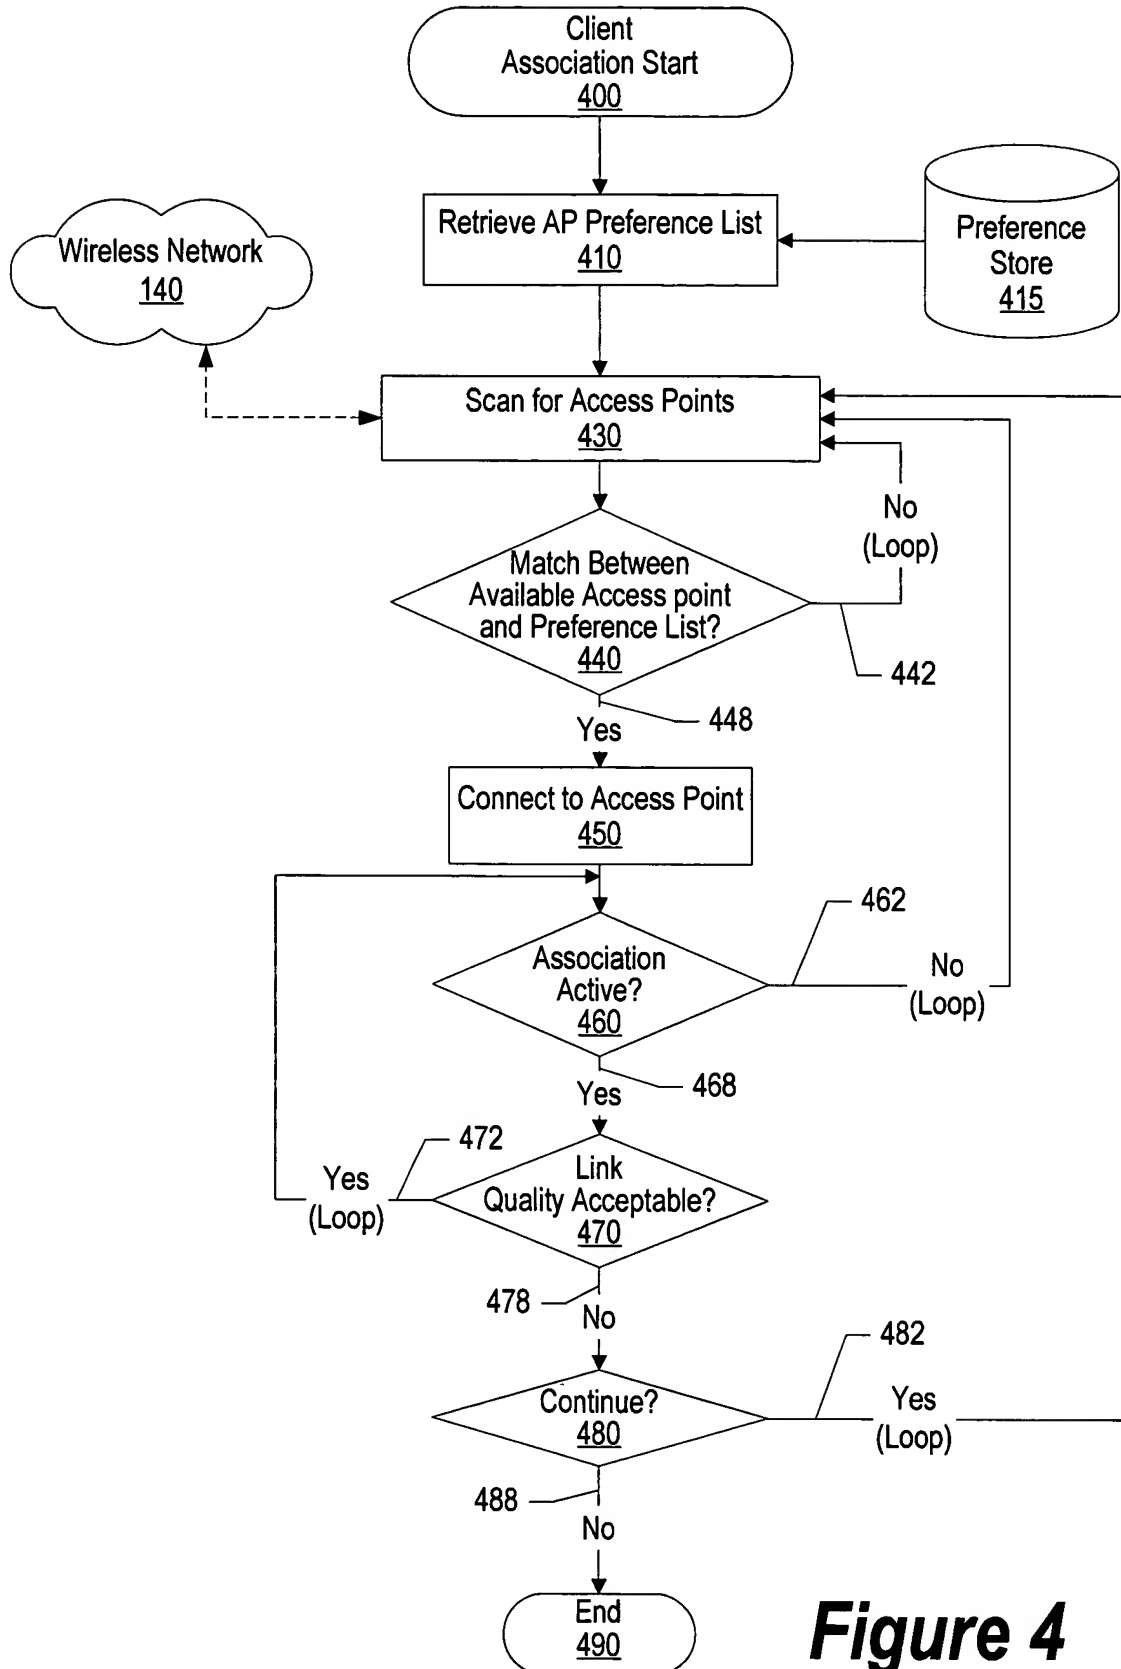 Client
Association Start
400
Retrieve AP Preference List
410
Preference
Store
415
Wireless Network
140
Scan for Access Points
430
No
(Loop)
Match Between
Available Access point
and Preference List?
440
442
448
Yes
Connect to Access Point
450
462
Association
Active?
460
No
(Loop)
468
Yes
472
Link
Quality Acceptable?
470
Yes
(Loop)
478
No
482
Continue?
480
Yes
(Loop)
488
No
End
490
Figure 4